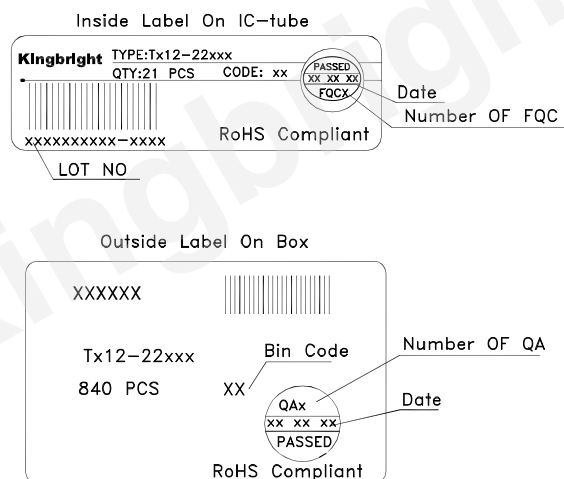 Inside Label On IC-tube
Kingbright TYPE:Tx12-22xxx
QTY:21 PCS CODE: xx
PASSED
xx xx xx
FQCX
Date
Number OF FQC
RoHS Compliant
xxxxxxxxxx-xxxx
LOT NO
Outside Label On Box
XXXXXX
Tx12-22xxx
Bin Code
Number OF QA
840 PCS
XX
QAx
Date
xx xx xx
PASSED
RoHS Compliant
Kingbright